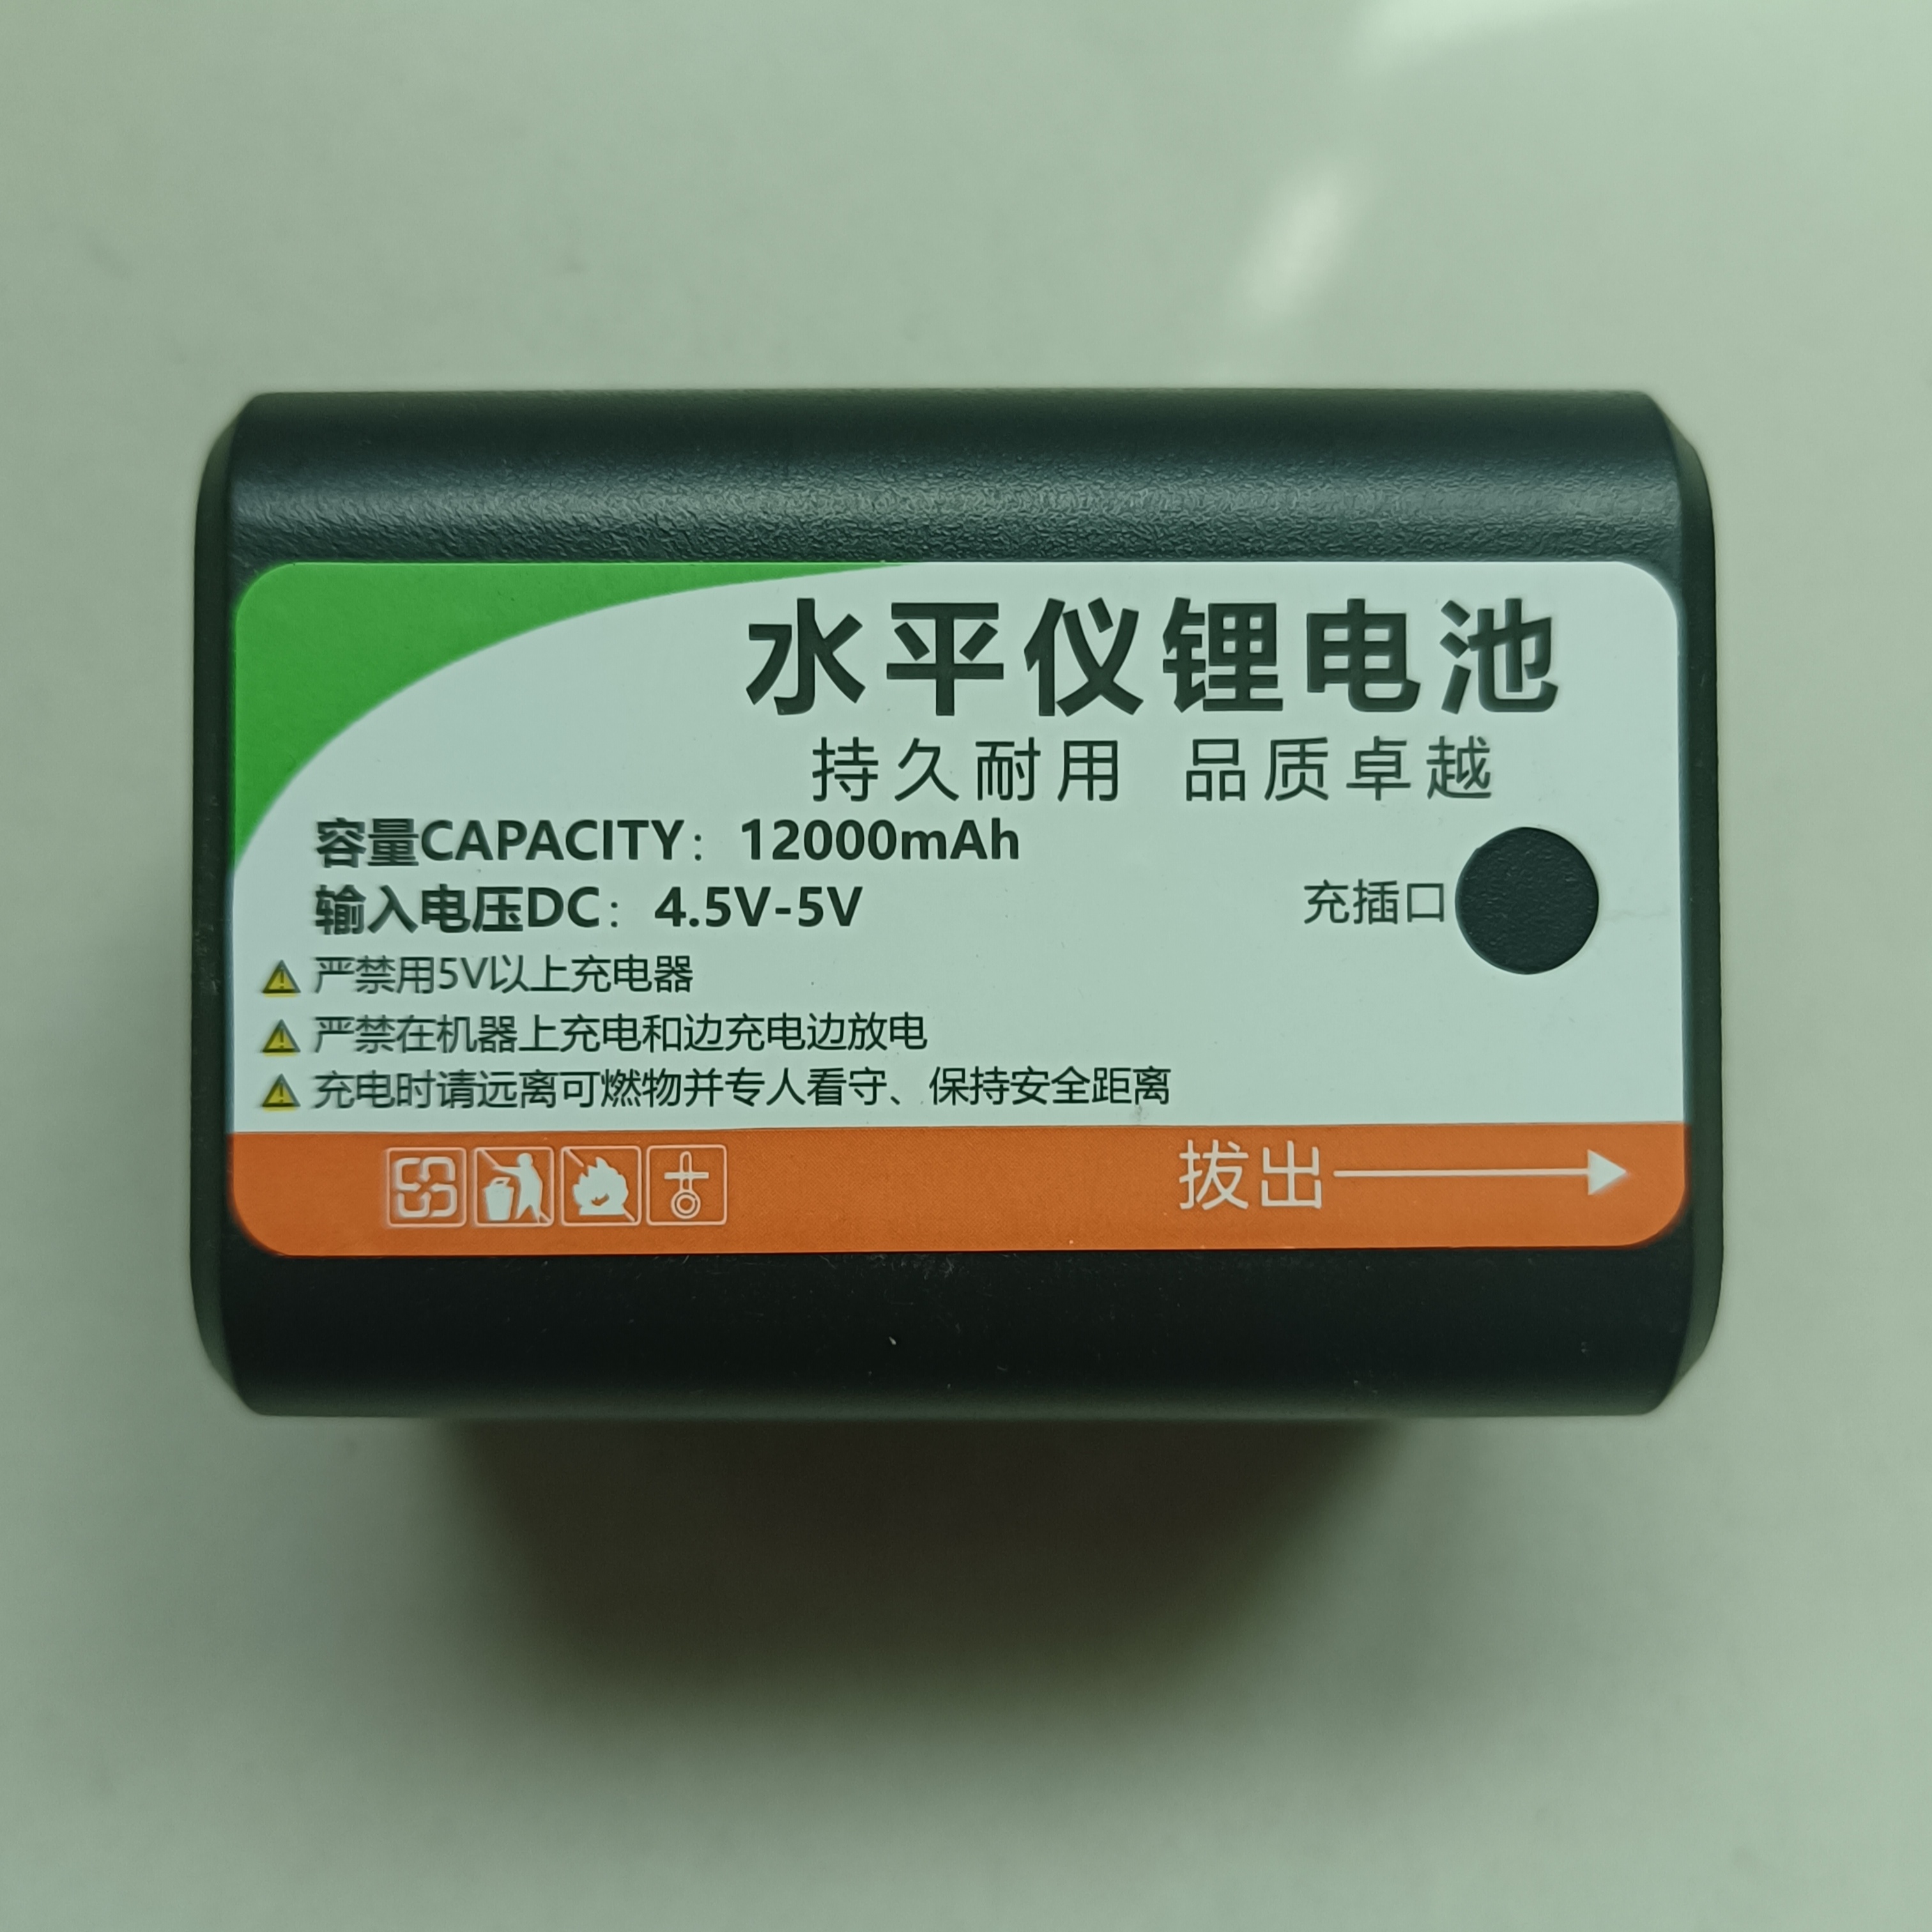 水平仪锂电池
持久耐用 品质卓越
容量CAPACITY：12000mAh
输入电压DC：4.5V-5V
充插口
严禁用5V以上充电器
严禁在机器上充电和边充电边放电
充电时请远离可燃物并专人看守、保持安全距离
拔出